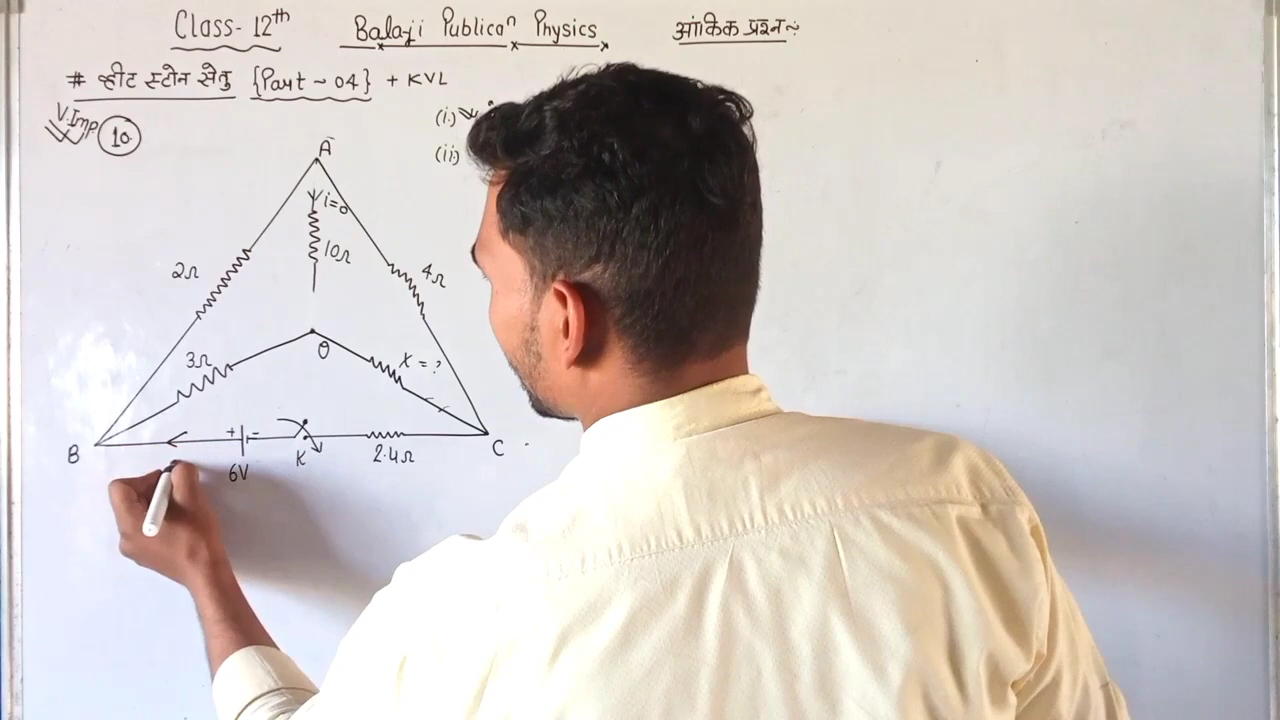 Class- 12th Balaji Publicaⁿ Physics आंकिक प्रश्न~
# व्हीट स्टोन सेतु {Part ~ 04} + KVL
V.Imp 10. (i.)
(ii)
A
i=0
10Ω
2Ω 4Ω
3Ω O X = ?
B + - K 2.4Ω C
6V